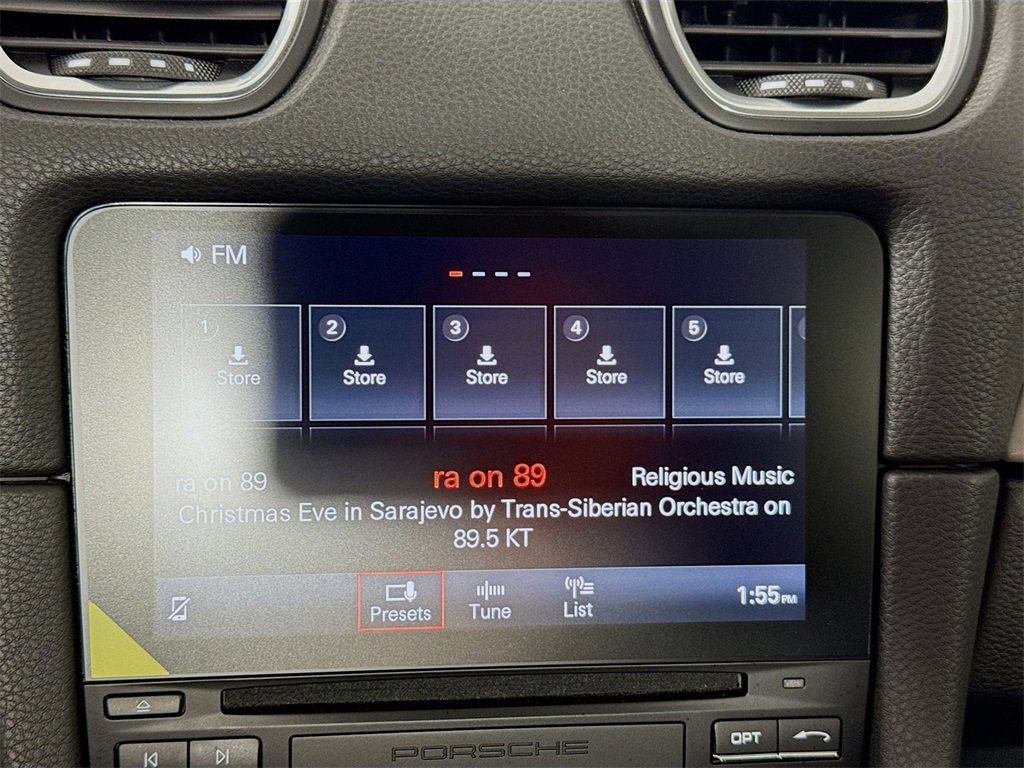 FM
1 2 3 4 5
Store Store Store Store Store
ra on 89 ra on 89 Religious Music
Christmas Eve in Sarajevo by Trans-Siberian Orchestra on
89.5 KT
Presets Tune List 1:55 PM
PORSCHE OPT